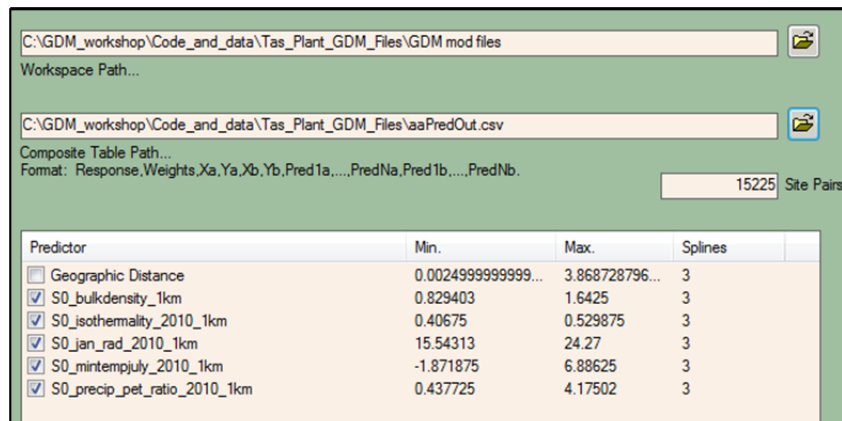 C:\GDM_workshop\Code_and_data\Tas_Plant_GDM_Files\GDM mod files
Workspace Path...
C:\GDM_workshop\Code_and_data\Tas_Plant_GDM_Files\aaPredOut.csv
Composite Table Path...
Format: Response,Weights,Xa,Ya,Xb,Yb,Pred1a,...,PredNa,Pred1b,...,PredNb.
15225 Site Pairs
Predictor Min. Max. Splines
Geographic Distance 0.0024999999999... 3.868728796... 3
S0_bulkdensity_1km 0.829403 1.6425 3
S0_isothermality_2010_1km 0.40675 0.529875 3
S0_jan_rad_2010_1km 15.54313 24.27 3
S0_mintempjuly_2010_1km -1.871875 6.88625 3
S0_precip_pet_ratio_2010_1km 0.437725 4.17502 3